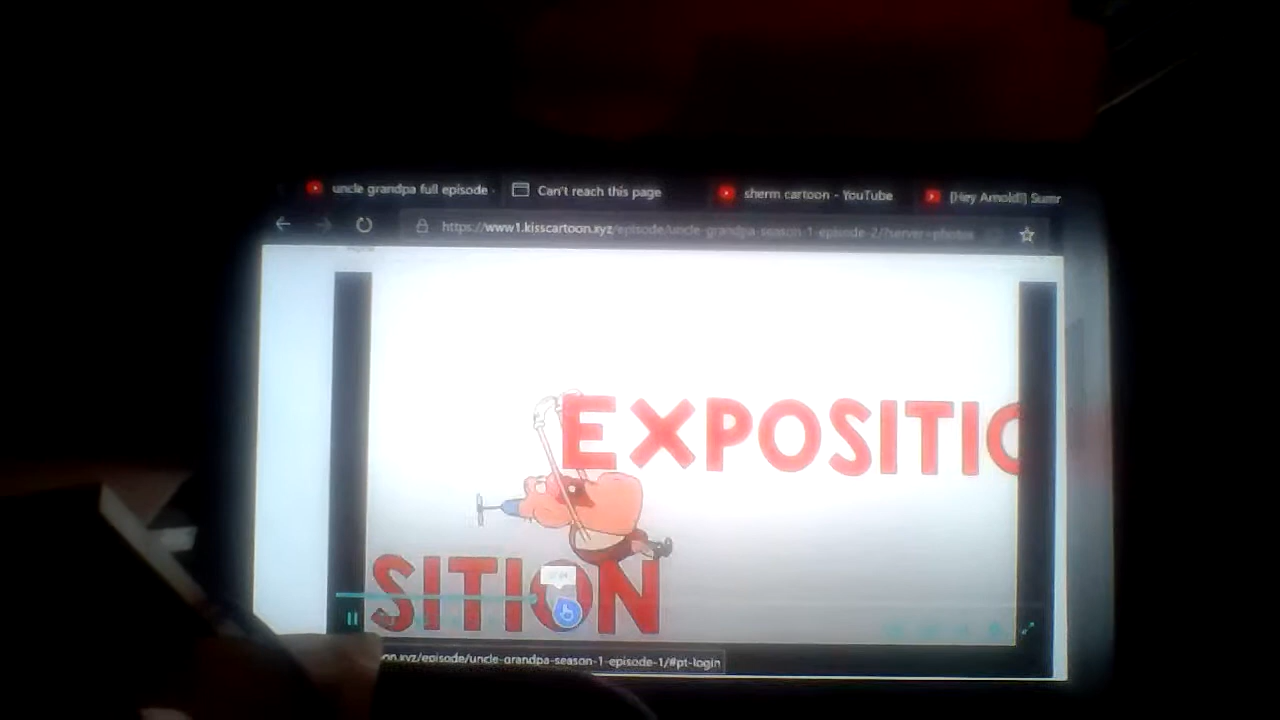 uncle grandpa full episode -
Can't reach this page
sherm cartoon - YouTube
[Hey Arnold!] Sumr
https://www1.kisscartoon.xyz/episode/uncle-grandpa-season-1-episode-2/?server=photos
EXPOSITIO
SITION
on.xyz/episode/uncle-grandpa-season-1-episode-1/#pt-login